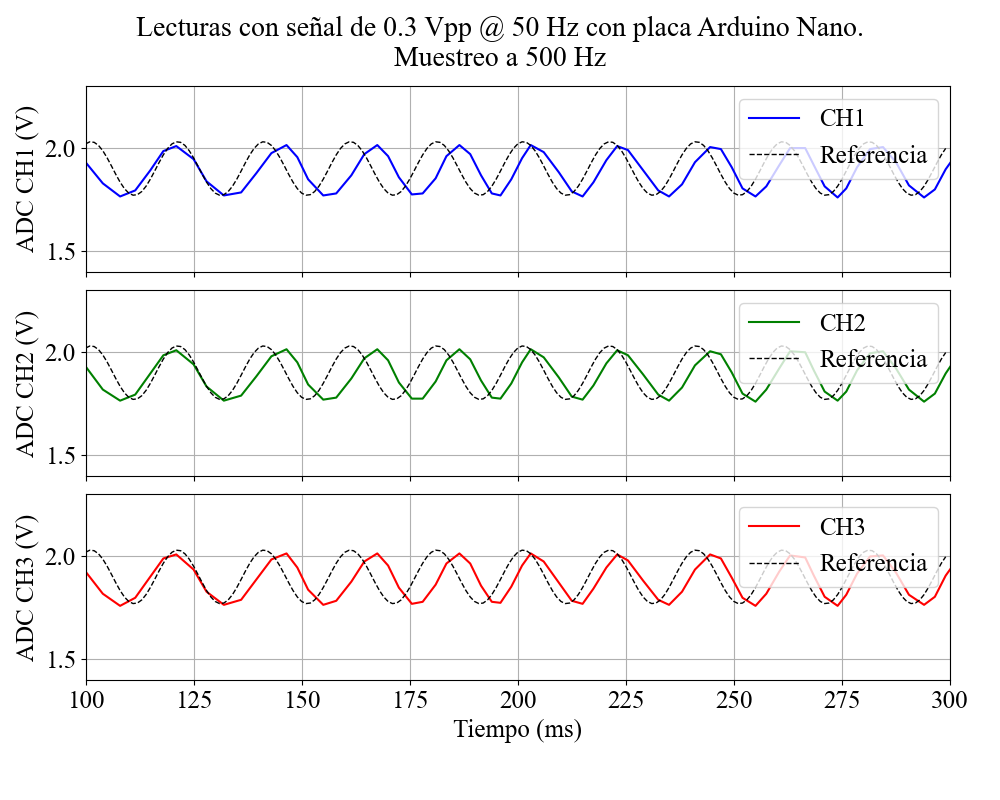 Lecturas con señal de 0.3 Vpp @ 50 Hz con placa Arduino Nano.
Muestreo a 500 Hz
ADC CH1 (V)
2.0
1.5
CH1
Referencia
ADC CH2 (V)
2.0
1.5
CH2
Referencia
ADC CH3 (V)
2.0
1.5
CH3
Referencia
100 125 150 175 200 225 250 275 300
Tiempo (ms)